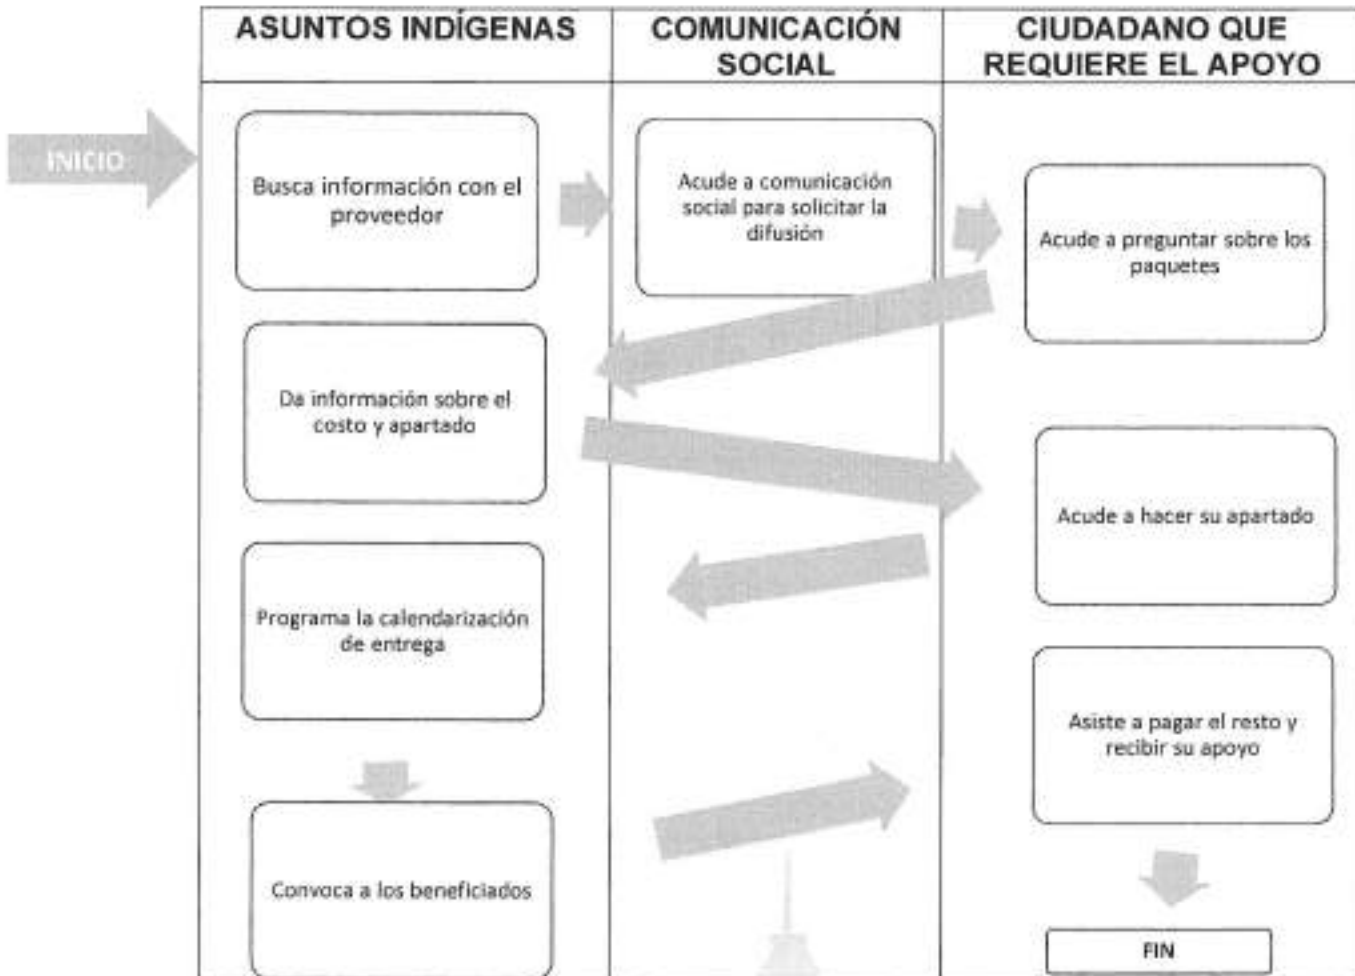 ASUNTOS INDÍGENAS
COMUNICACIÓN
SOCIAL
CIUDADANO QUE
REQUIERE EL APOYO
INICIO
Busca información con el
proveedor
Acude a comunicación
social para solicitar la
difusión
Acude a preguntar sobre los
paquetes
Da información sobre el
costo y apartado
Acude a hacer su apartado
Programa la calendarización
de entrega
Convoca a los beneficiados
Asiste a pagar el resto y
recibir su apoyo
FIN